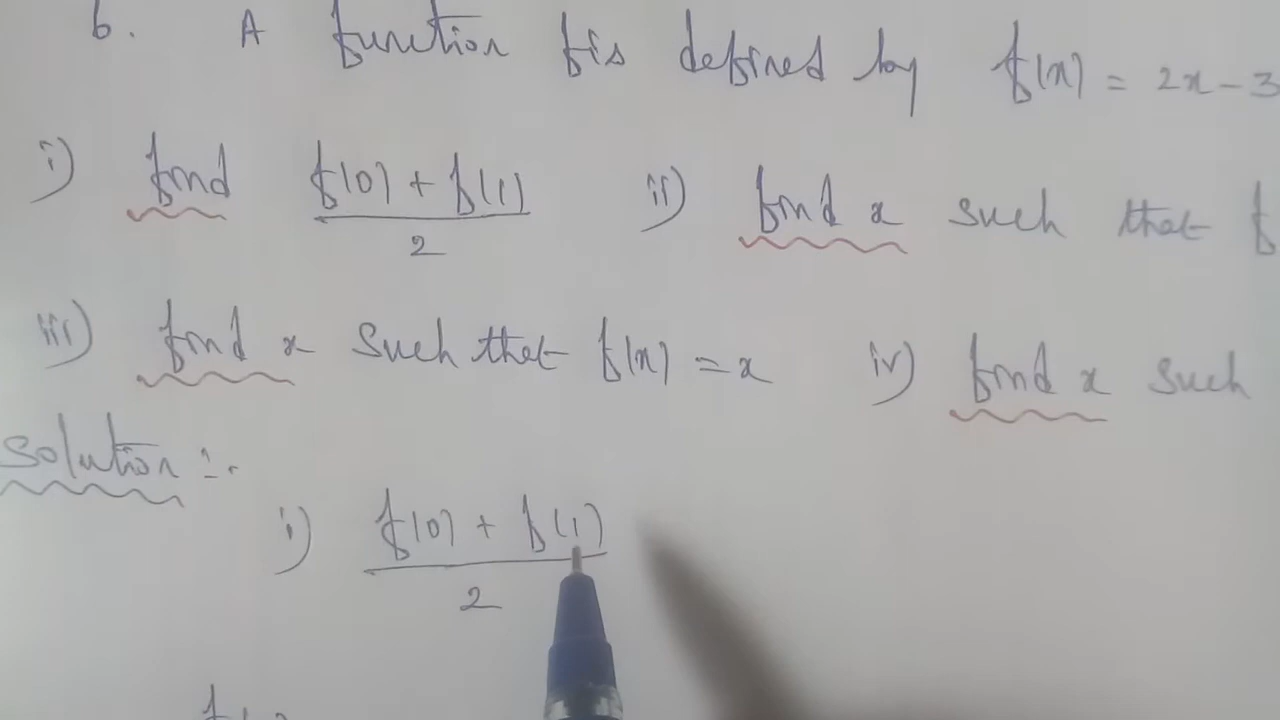 6. A function f is defined by f(x) = 2x - 3
i) find f(0) + f(1) / 2 ii) find x such that f
iii) find x such that f(x) = x iv) find x such
Solution :-
i) f(0) + f(1) / 2